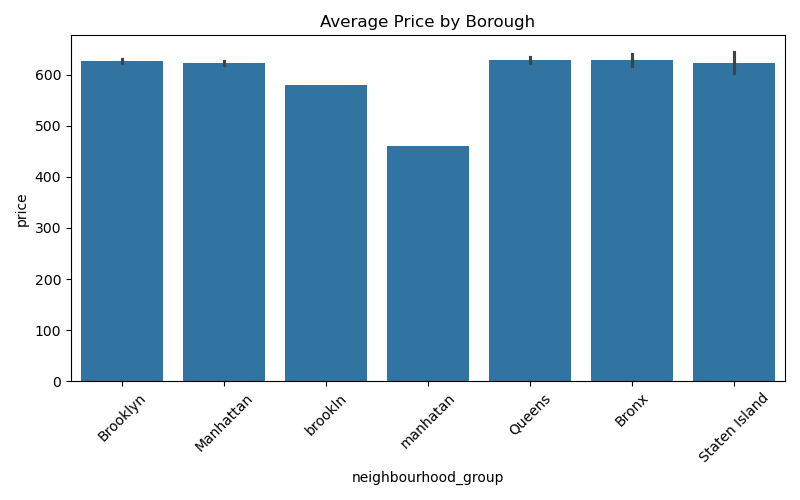 Average Price by Borough
price
600
500
400
300
200
100
0
Brooklyn
Manhattan
brookln
manhatan
Queens
Bronx
Staten Island
neighbourhood_group